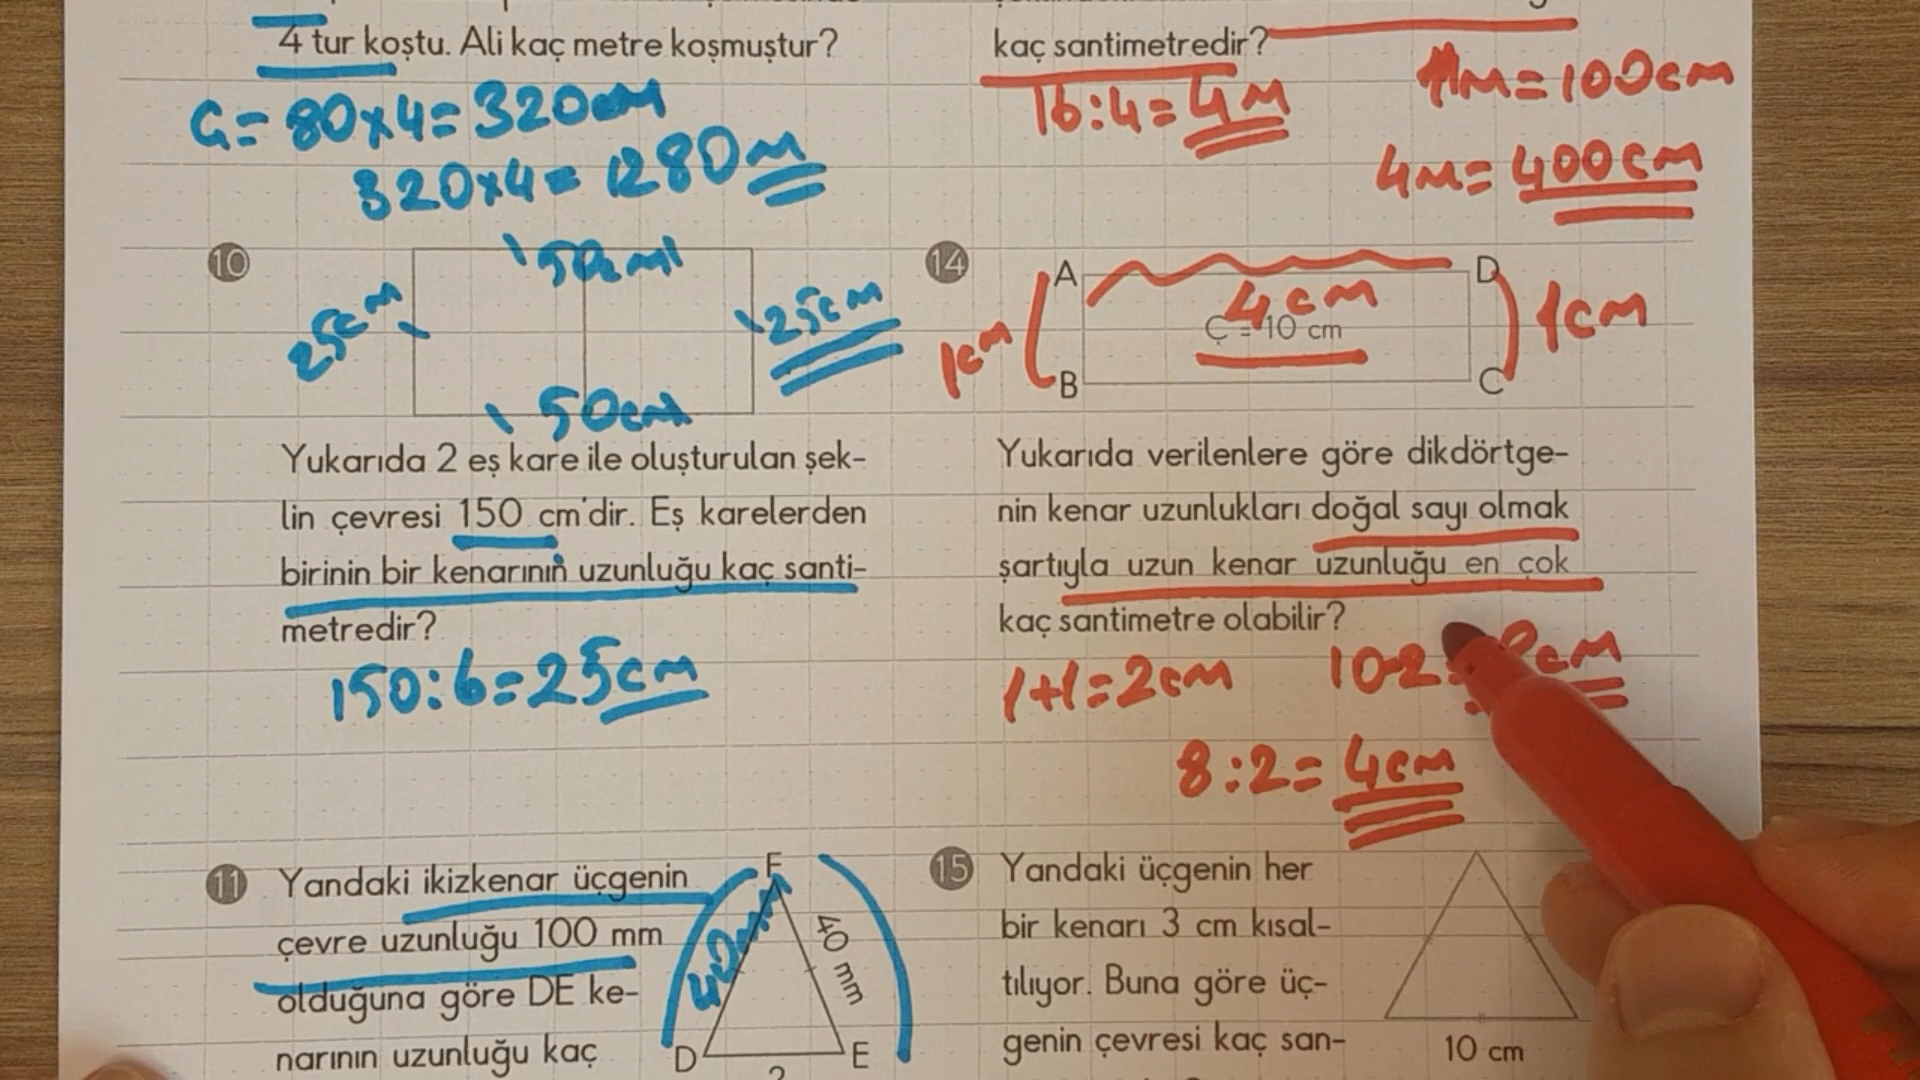 4 tur koştu. Ali kaç metre koşmuştur?
Ç= 80x4=320cm
320x4= 1280m
10
50cm
25cm
25cm
50cm
Yukarıda 2 eş kare ile oluşturulan şek-
lin çevresi 150 cm'dir. Eş karelerden
birinin bir kenarının uzunluğu kaç santi-
metredir?
150:6=25cm
11 Yandaki ikizkenar üçgenin
çevre uzunluğu 100 mm
olduğuna göre DE ke-
narının uzunluğu kaç
F
40mm
40 mm
D
E
?
kaç santimetredir?
16:4=4M
1M=100cm
4M=400cm
14
A
D
4cm
Ç = 10 cm
1cm
1cm
B
C
Yukarıda verilenlere göre dikdörtge-
nin kenar uzunlukları doğal sayı olmak
şartıyla uzun kenar uzunluğu en çok
kaç santimetre olabilir?
1+1=2cm
10-2=8cm
8:2=4cm
15 Yandaki üçgenin her
bir kenarı 3 cm kısal-
tılıyor. Buna göre üç-
genin çevresi kaç san-
10 cm